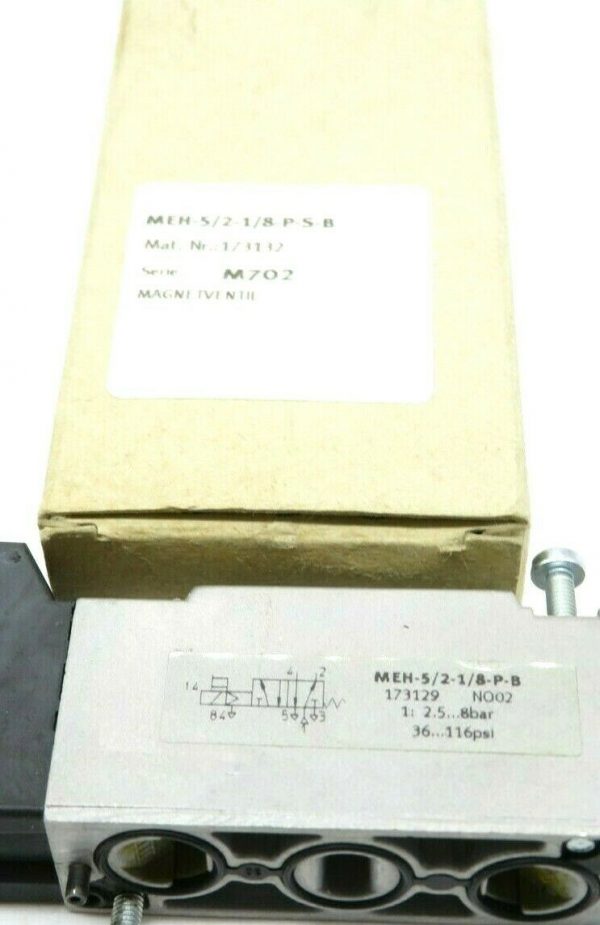 MEH-5/2-1/8-P-S-B
Mat. Nr.:173132
Serie M702
MAGNETVENTIL
4 2
14
84 5 3
1
MEH-5/2-1/8-P-B
173129 NO02
1: 2.5...8bar
36...116psi